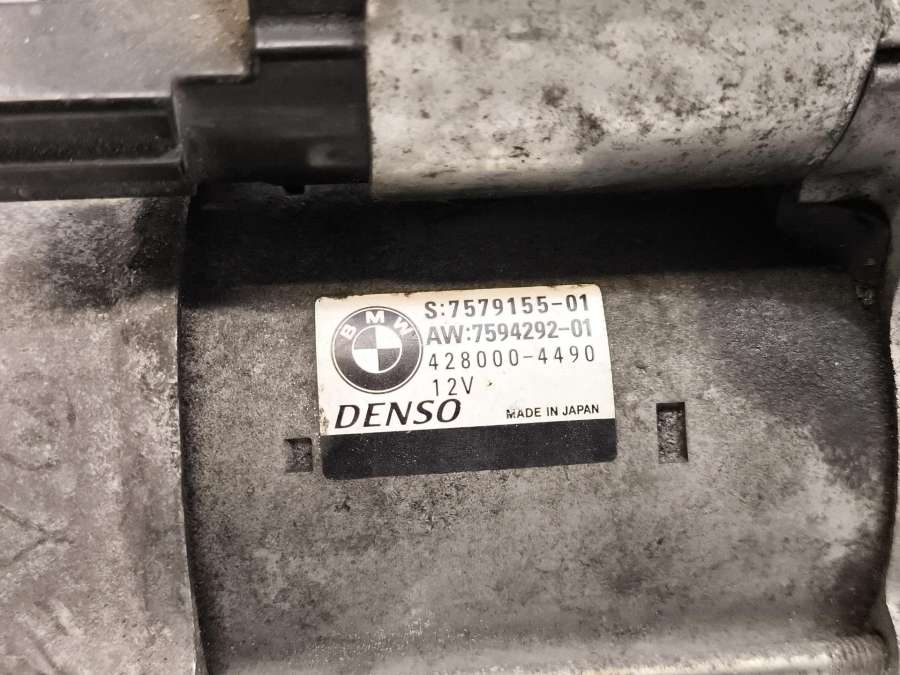 BMW
S:7579155-01
AW:7594292-01
428000-4490
12V
DENSO
MADE IN JAPAN